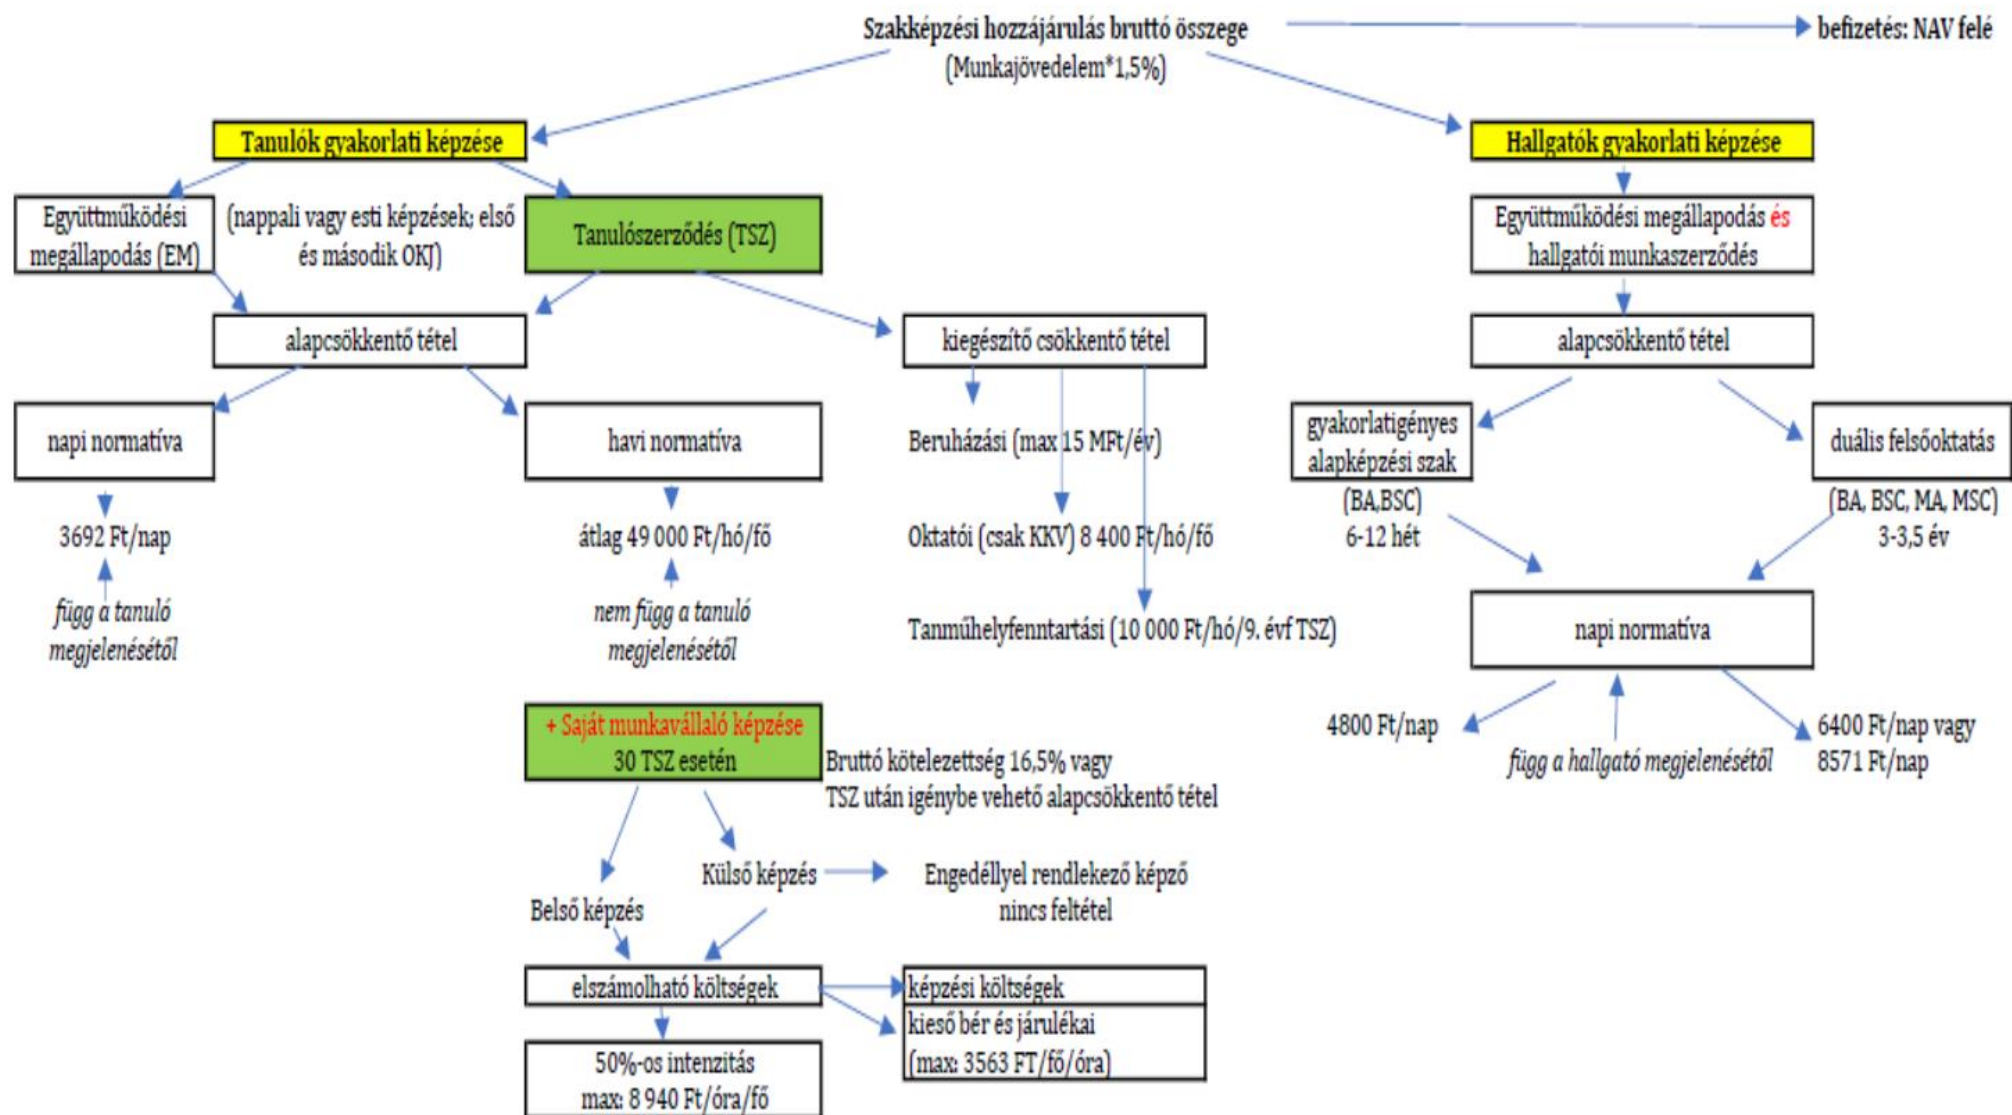 Szakképzési hozzájárulás bruttó összege
(Munkajövedelem*1,5%)
befizetés: NAV felé
Tanulók gyakorlati képzése
Együttműködési
megállapodás (EM)
(nappali vagy esti képzések; első
és második OKJ)
Tanulószerződés (TSZ)
alapcsökkentő tétel
kiegészítő csökkentő tétel
napi normatíva
havi normatíva
3692 Ft/nap
átlag 49 000 Ft/hó/fő
függ a tanuló
megjelenésétől
nem függ a tanuló
megjelenésétől
Beruházási (max 15 MFt/év)
Oktatói (csak KKV) 8 400 Ft/hó/fő
Tanműhelyfenntartási (10 000 Ft/hó/9. évf TSZ)
Hallgatók gyakorlati képzése
Együttműködési megállapodás és
hallgatói munkaszerződés
alapcsökkentő tétel
gyakorlatigényes
alapképzési szak
(BA,BSC)
6-12 hét
duális felsőoktatás
(BA, BSC, MA, MSC)
3-3,5 év
napi normatíva
4800 Ft/nap
függ a hallgató megjelenésétől
6400 Ft/nap vagy
8571 Ft/nap
+ Saját munkavállaló képzése
30 TSZ esetén
Bruttó kötelezettség 16,5% vagy
TSZ után igénybe vehető alapcsökkentő tétel
Külső képzés
Engedéllyel rendlekező képző
nincs feltétel
Belső képzés
elszámolható költségek
képzési költségek
kieső bér és járulékai
(max: 3563 FT/fő/óra)
50%-os intenzitás
max: 8 940 Ft/óra/fő